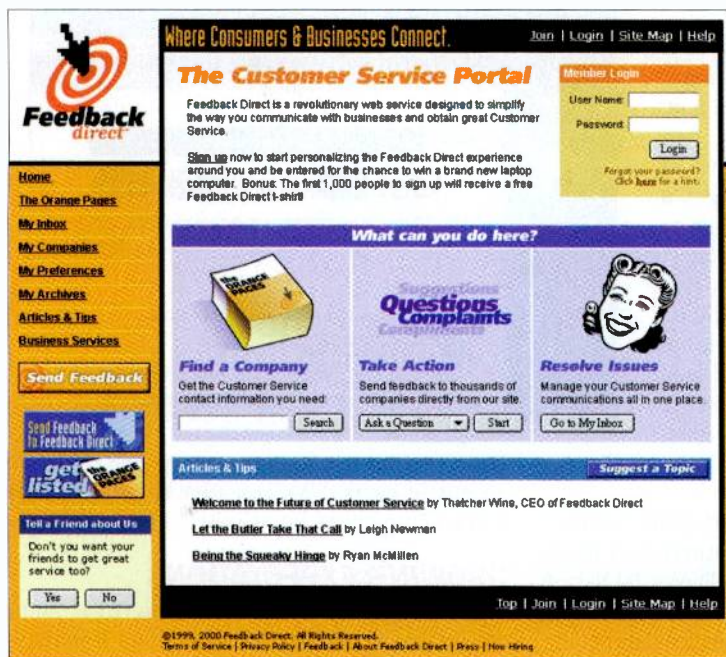 Feedback
direct
Where Consumers & Businesses Connect.
Join | Login | Site Map | Help
The Customer Service Portal
Feedback Direct is a revolutionary web service designed to simplify
the way you communicate with businesses and obtain great Customer
Service.
Sign up now to start personalizing the Feedback Direct experience
around you and be entered for the chance to win a brand new laptop
computer. Bonus: The first 1,000 people to sign up will receive a free
Feedback Direct t-shirt!
Member Login
User Name:
Password:
Login
Forgot your password?
Click here for a hint.
Home
The Orange Pages
My Inbox
My Companies
My Preferences
My Archives
Articles & Tips
Business Services
Send Feedback
Send Feedback
to Feedback Direct
get
listed
the
ORANGE
PAGES
Tell a Friend about Us
Don't you want your
friends to get great
service too?
Yes
No
What can you do here?
the
ORANGE
PAGES
Find a Company
Get the Customer Service
contact information you need:
Search
Suggestions
Questions
Complaints
Compliments
Take Action
Send feedback to thousands of
companies directly from our site.
Ask a Question
Start
Resolve Issues
Manage your Customer Service
communications all in one place.
Go to My Inbox
Articles & Tips
Suggest a Topic
Welcome to the Future of Customer Service by Thatcher Wine, CEO of Feedback Direct
Let the Butler Take That Call by Leigh Newman
Being the Squeaky Hinge by Ryan McMillen
Top | Join | Login | Site Map | Help
©1999, 2000 Feedback Direct. All Rights Reserved.
Terms of Service | Privacy Policy | Feedback | About Feedback Direct | Press | Now Hiring